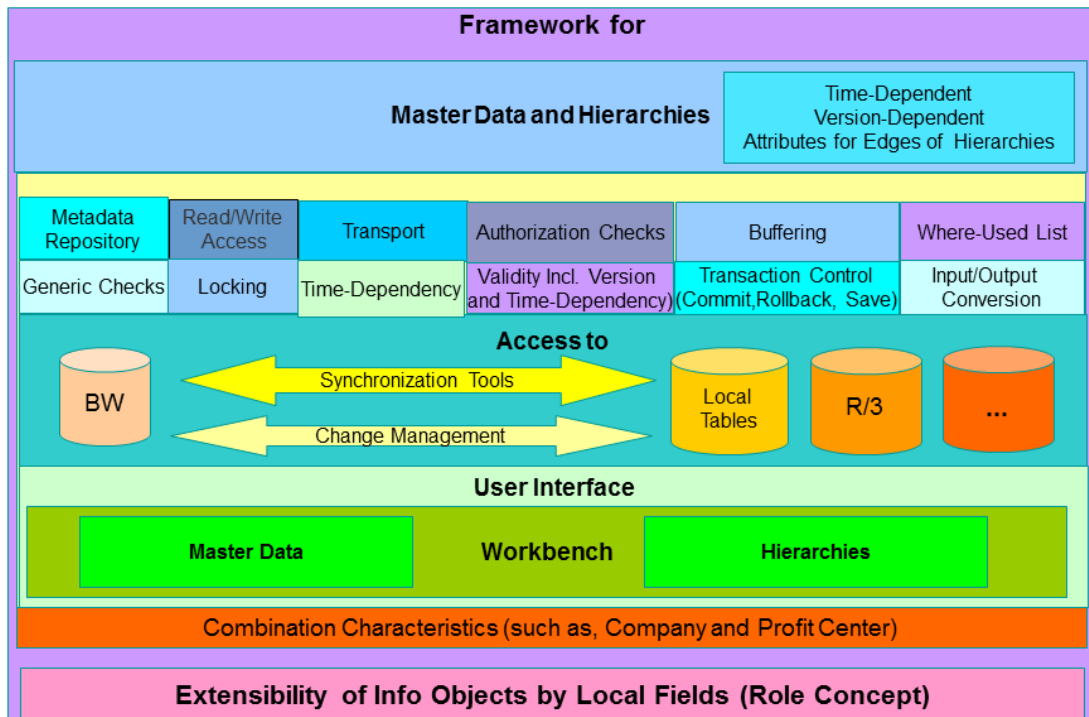 Framework for
Master Data and Hierarchies
Time-Dependent
Version-Dependent
Attributes for Edges of Hierarchies
Metadata
Repository
Read/Write
Access
Transport
Authorization Checks
Buffering
Where-Used List
Generic Checks
Locking
Time-Dependency
Validity Incl. Version
and Time-Dependency)
Transaction Control
(Commit,Rollback, Save)
Input/Output
Conversion
Access to
BW
Synchronization Tools
Change Management
Local
Tables
R/3
...
User Interface
Master Data
Workbench
Hierarchies
Combination Characteristics (such as, Company and Profit Center)
Extensibility of Info Objects by Local Fields (Role Concept)